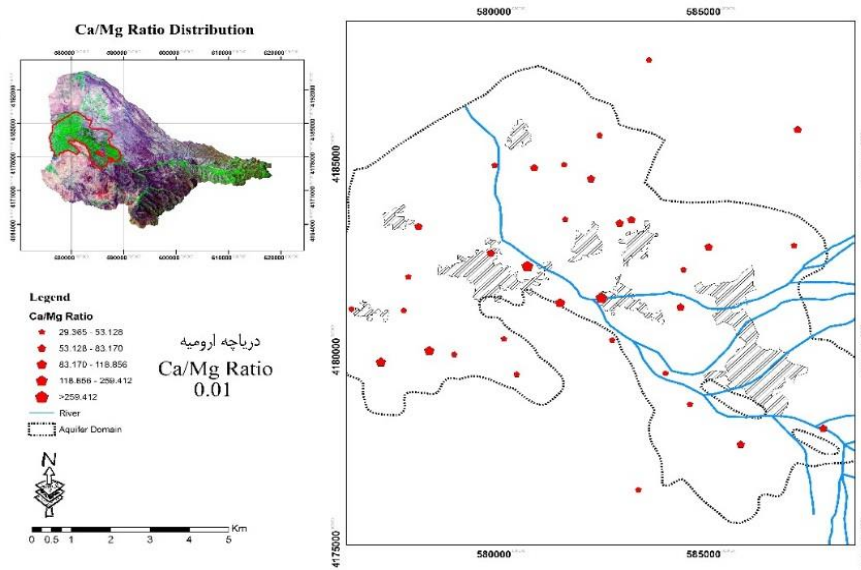 Ca/Mg Ratio Distribution
580000
585000
4185000
4180000
4175000
580000
585000
Legend
Ca/Mg Ratio
29.365 - 53.128
53.128 - 83.170
83.170 - 118.856
118.856 - 259.412
>259.412
River
Aquifer Domain
دریاچه ارومیه
Ca/Mg Ratio
0.01
N
Km
0 0.5 1 2 3 4 5